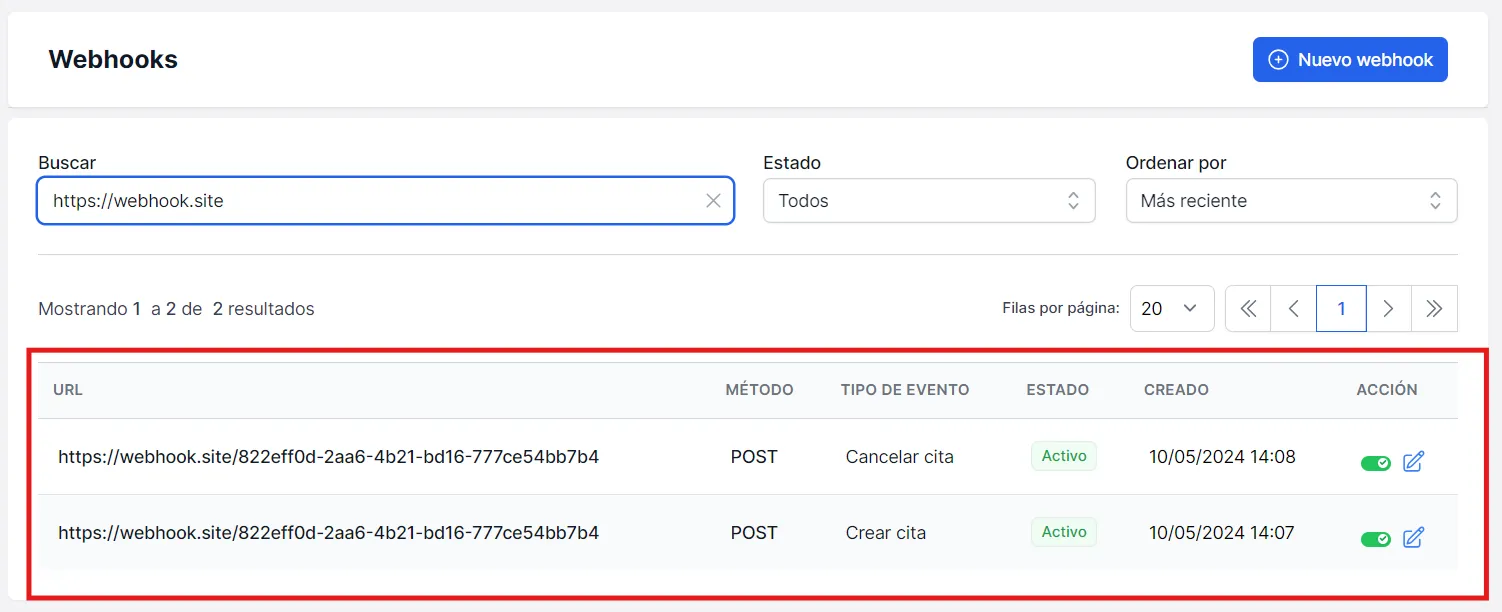 Webhooks
Nuevo webhook
Buscar
Estado
Ordenar por
https://webhook.site
Todos
Más reciente
Mostrando 1 a 2 de 2 resultados
Filas por página:
20
1
URL
MÉTODO
TIPO DE EVENTO
ESTADO
CREADO
ACCIÓN
https://webhook.site/822eff0d-2aa6-4b21-bd16-777ce54bb7b4
POST
Cancelar cita
Activo
10/05/2024 14:08
https://webhook.site/822eff0d-2aa6-4b21-bd16-777ce54bb7b4
POST
Crear cita
Activo
10/05/2024 14:07